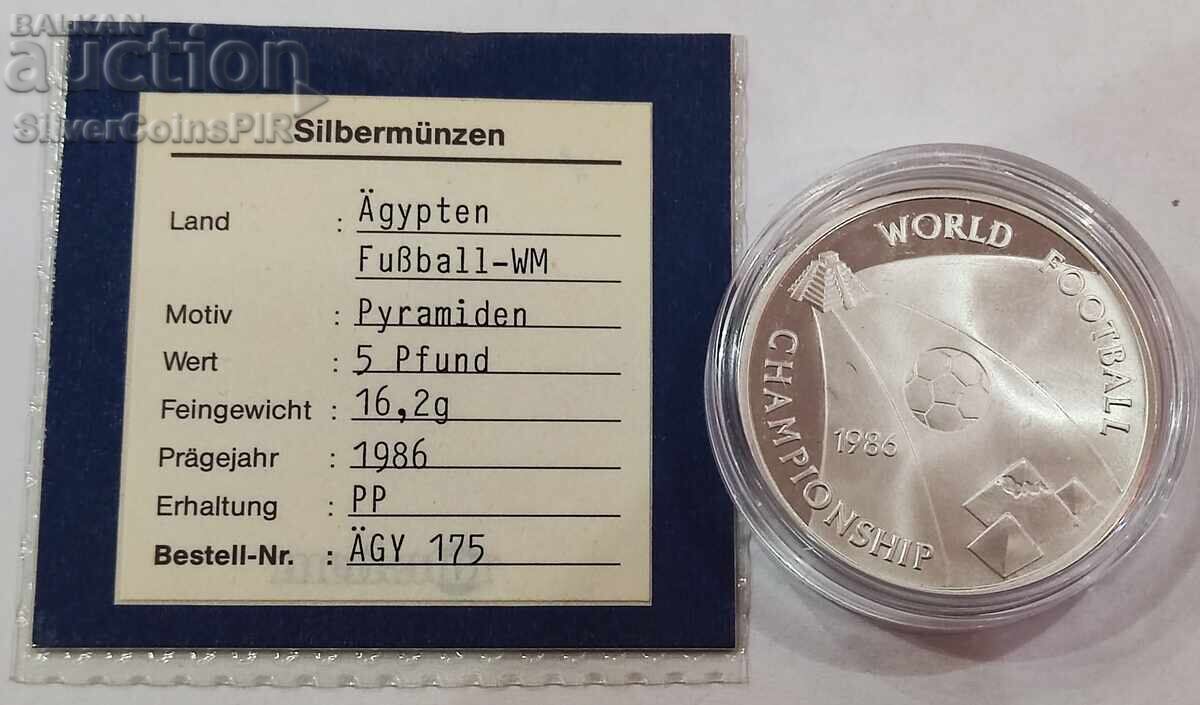 BALKAN
auction
SilverCoinsPIR
Silbermünzen
Land : Ägypten
Fußball-WM
Motiv : Pyramiden
Wert : 5 Pfund
Feingewicht : 16,2g
Prägejahr : 1986
Erhaltung : PP
Bestell-Nr. : ÄGY 175
WORLD FOOTBALL
CHAMPIONSHIP
1986